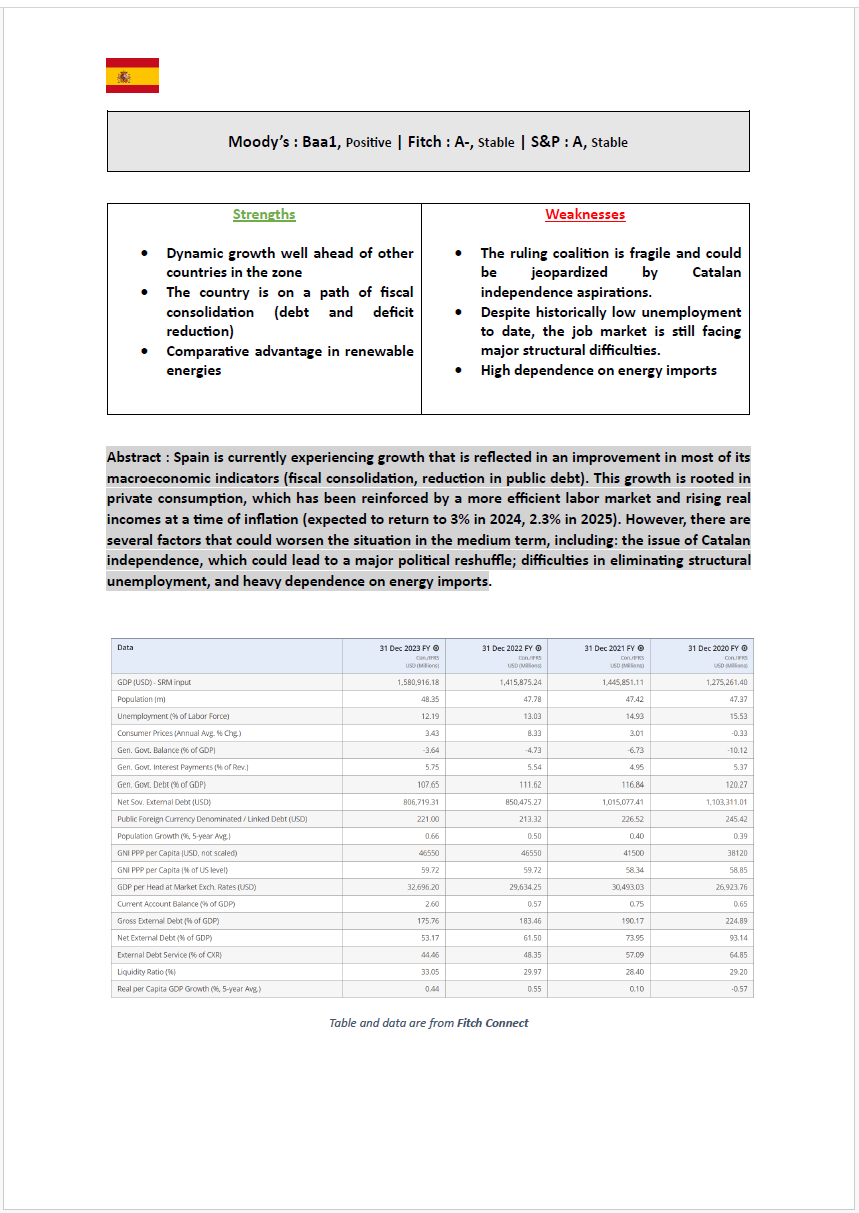 Moody's : Baa1, Positive | Fitch : A-, Stable | S&P : A, Stable
Strengths
• Dynamic growth well ahead of other
countries in the zone
• The country is on a path of fiscal
consolidation (debt and deficit
reduction)
• Comparative advantage in renewable
energies
Weaknesses
• The ruling coalition is fragile and could
be jeopardized by Catalan
independence aspirations.
• Despite historically low unemployment
to date, the job market is still facing
major structural difficulties.
• High dependence on energy imports
Abstract : Spain is currently experiencing growth that is reflected in an improvement in most of its
macroeconomic indicators (fiscal consolidation, reduction in public debt). This growth is rooted in
private consumption, which has been reinforced by a more efficient labor market and rising real
incomes at a time of inflation (expected to return to 3% in 2024, 2.3% in 2025). However, there are
several factors that could worsen the situation in the medium term, including: the issue of Catalan
independence, which could lead to a major political reshuffle; difficulties in eliminating structural
unemployment, and heavy dependence on energy imports.
Data 31 Dec 2023 FY 31 Dec 2022 FY 31 Dec 2021 FY 31 Dec 2020 FY
Con./IFRS Con./IFRS Con./IFRS Con./IFRS
USD (Millions) USD (Millions) USD (Millions) USD (Millions)
GDP (USD) - SRM input 1,580,916.18 1,415,875.24 1,445,851.11 1,275,261.40
Population (m) 48.35 47.78 47.42 47.37
Unemployment (% of Labor Force) 12.19 13.03 14.93 15.53
Consumer Prices (Annual Avg. % Chg.) 3.43 8.33 3.01 -0.33
Gen. Govt. Balance (% of GDP) -3.64 -4.73 -6.73 -10.12
Gen. Govt. Interest Payments (% of Rev.) 5.75 5.54 4.95 5.37
Gen. Govt. Debt (% of GDP) 107.65 111.62 116.84 120.27
Net Sov. External Debt (USD) 806,719.31 850,475.27 1,015,077.41 1,103,311.01
Public Foreign Currency Denominated / Linked Debt (USD) 221.00 213.32 226.52 245.42
Population Growth (%, 5-year Avg.) 0.66 0.50 0.40 0.39
GNI PPP per Capita (USD, not scaled) 46550 46550 41500 38120
GNI PPP per Capita (% of US level) 59.72 59.72 58.34 58.85
GDP per Head at Market Exch. Rates (USD) 32,696.20 29,634.25 30,493.03 26,923.76
Current Account Balance (% of GDP) 2.60 0.57 0.75 0.65
Gross External Debt (% of GDP) 175.76 183.46 190.17 224.89
Net External Debt (% of GDP) 53.17 61.50 73.95 93.14
External Debt Service (% of CXR) 44.46 48.35 57.09 64.85
Liquidity Ratio (%) 33.05 29.97 28.40 29.20
Real per Capita GDP Growth (%, 5-year Avg.) 0.44 0.55 0.10 -0.57
Table and data are from Fitch Connect